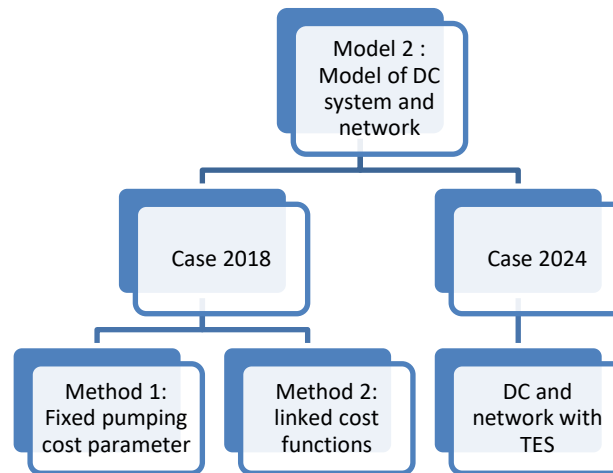 Model 2 :
Model of DC
system and
network
Case 2018
Case 2024
Method 1:
Fixed pumping
cost parameter
Method 2:
linked cost
functions
DC and
network with
TES